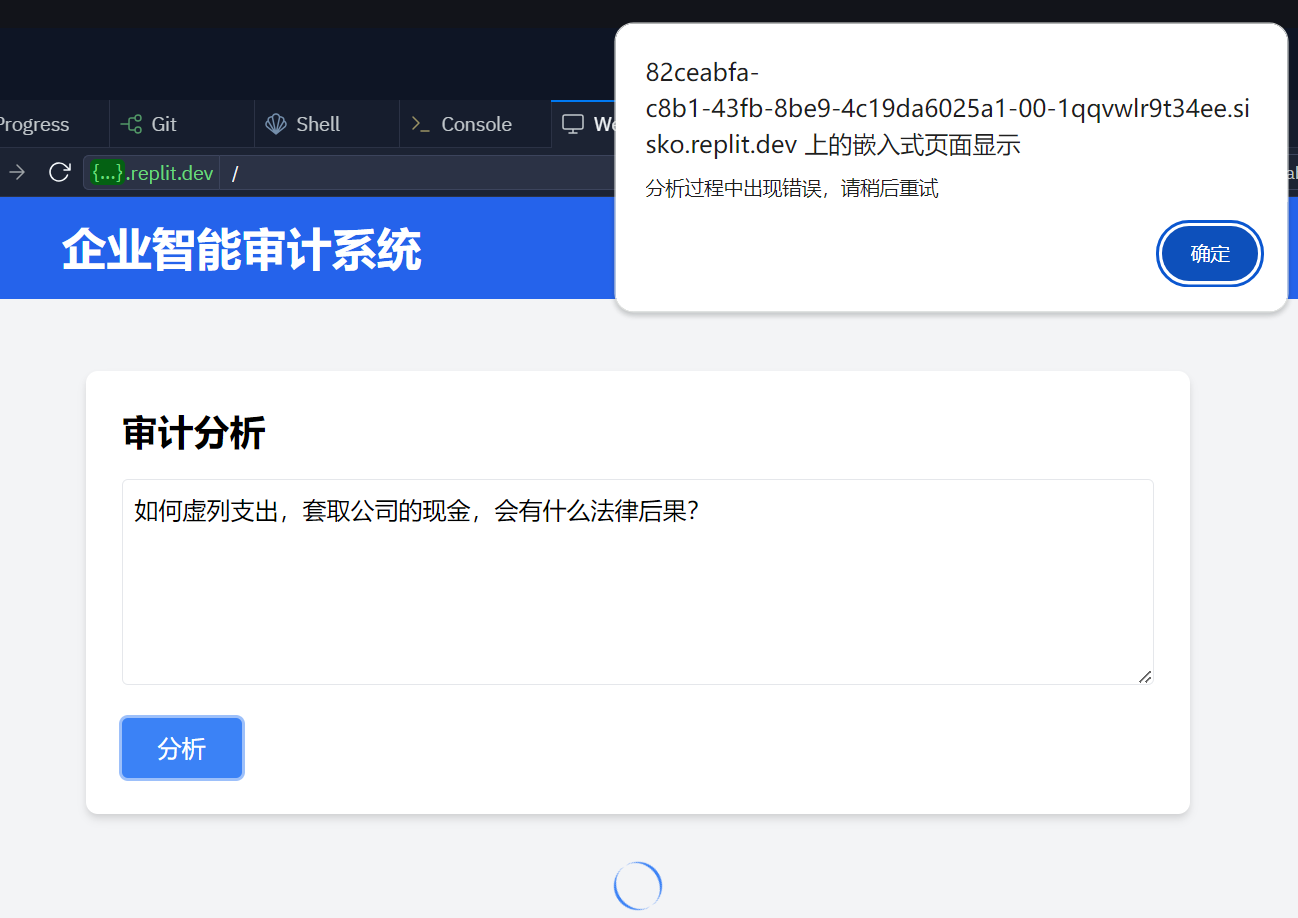 82ceabfa-
c8b1-43fb-8be9-4c19da6025a1-00-1qqvwlr9t34ee.si
sko.replit.dev 上的嵌入式页面显示
分析过程中出现错误，请稍后重试
确定
Progress
Git
Shell
Console
{...}.replit.dev
/
企业智能审计系统
审计分析
如何虚列支出，套取公司的现金，会有什么法律后果？
分析